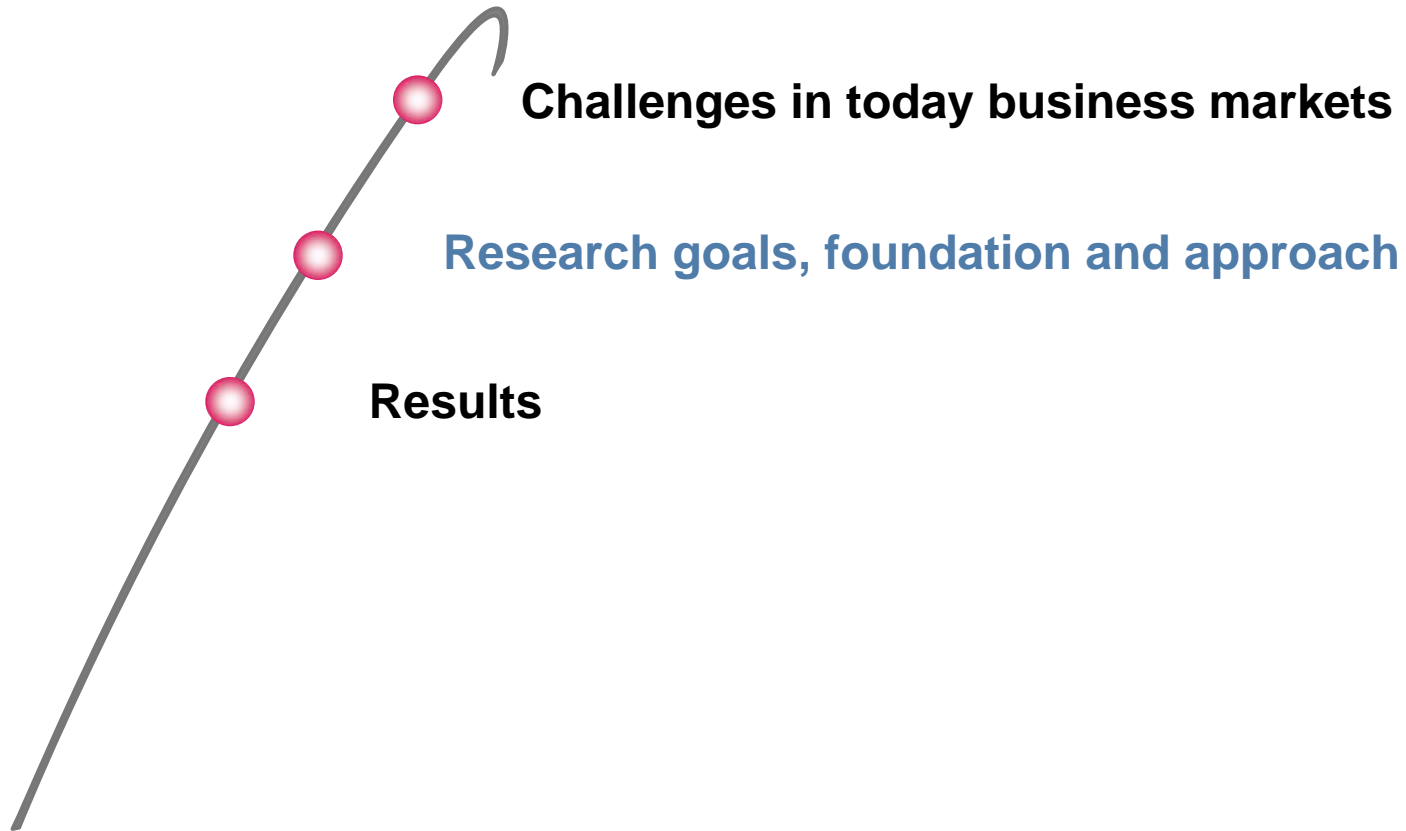 Challenges in today business markets
Research goals, foundation and approach
Results